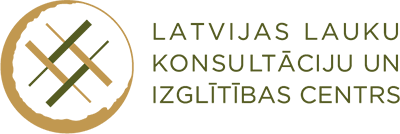 LATVIJAS LAUKU
KONSULTĀCIJU UN
IZGLĪTĪBAS CENTRS